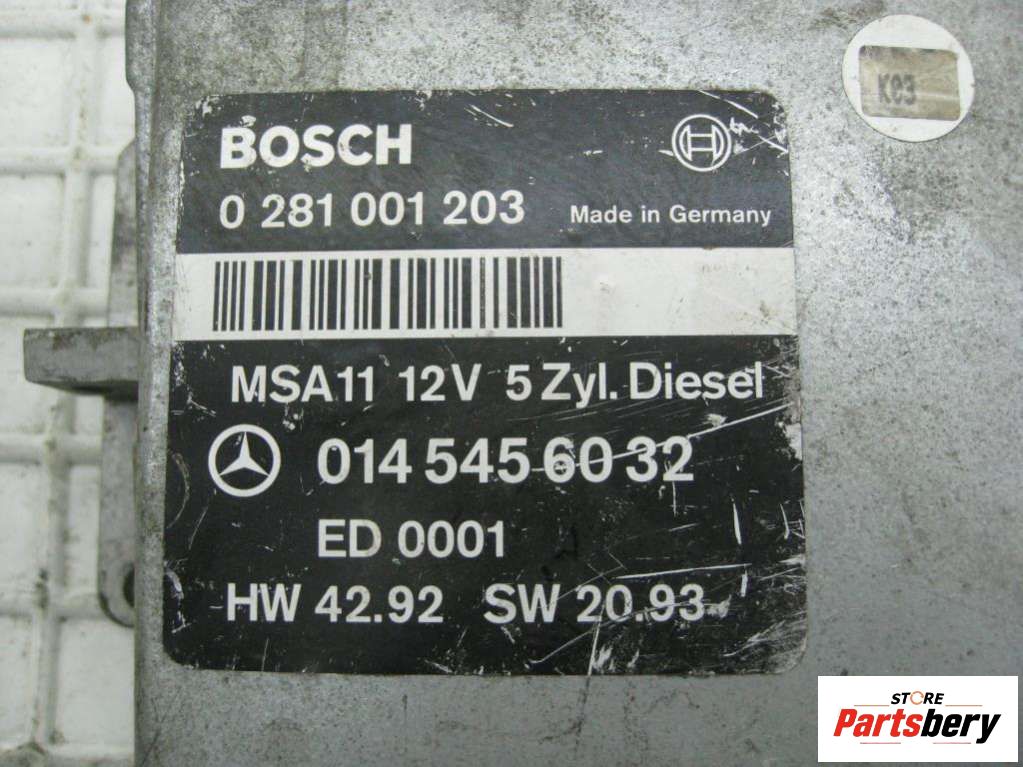 K03
BOSCH
0 281 001 203 Made in Germany
MSA11 12V 5 Zyl. Diesel
014 545 60 32
ED 0001
HW 42.92 SW 20.93
STORE
Partsbery